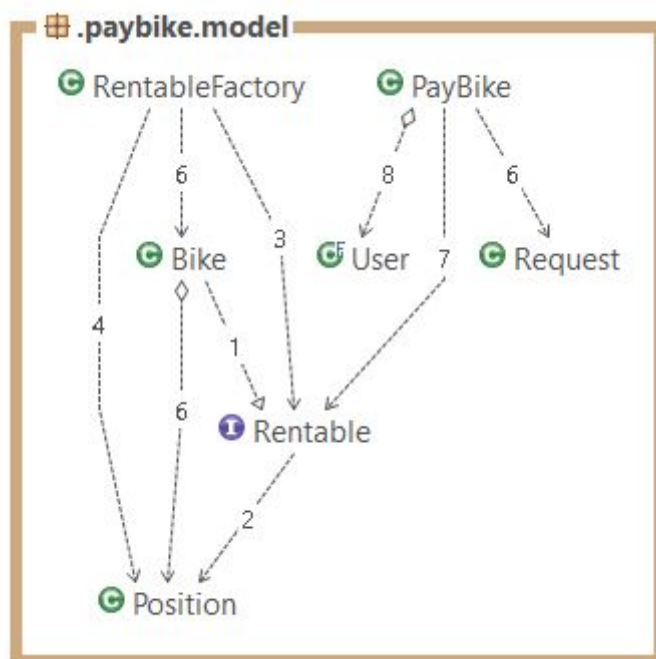 .paybike.model
C RentableFactory
C PayBike
6
8
6
3
C Bike
C F User
7
C Request
4
1
6
I Rentable
2
C Position